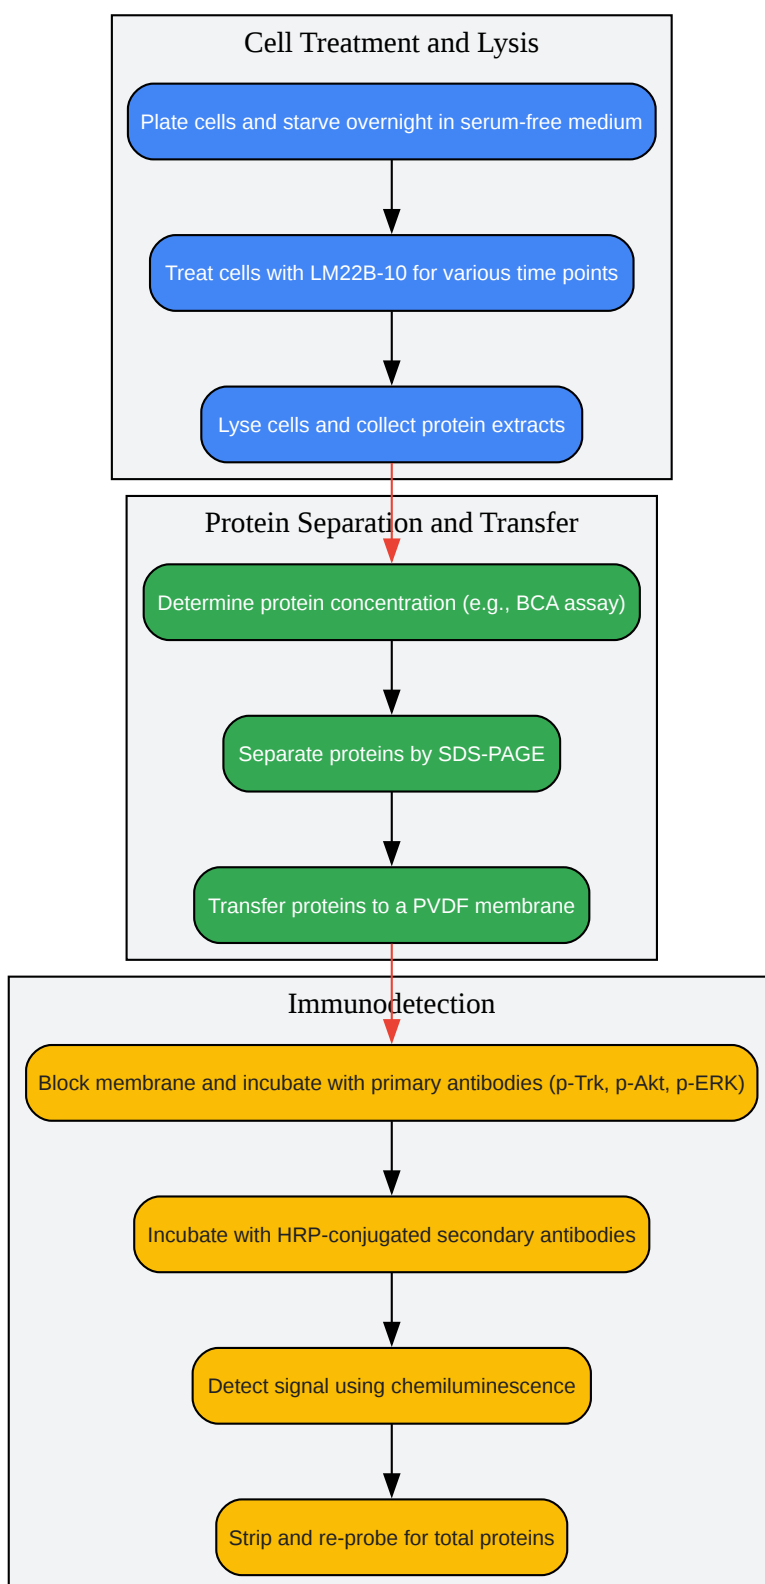 Cell Treatment and Lysis
Plate cells and starve overnight in serum-free medium
Treat cells with LM22B-10 for various time points
Lyse cells and collect protein extracts
Protein Separation and Transfer
Determine protein concentration (e.g., BCA assay)
Separate proteins by SDS-PAGE
Transfer proteins to a PVDF membrane
Immunodetection
Block membrane and incubate with primary antibodies (p-Trk, p-Akt, p-ERK)
Incubate with HRP-conjugated secondary antibodies
Detect signal using chemiluminescence
Strip and re-probe for total proteins